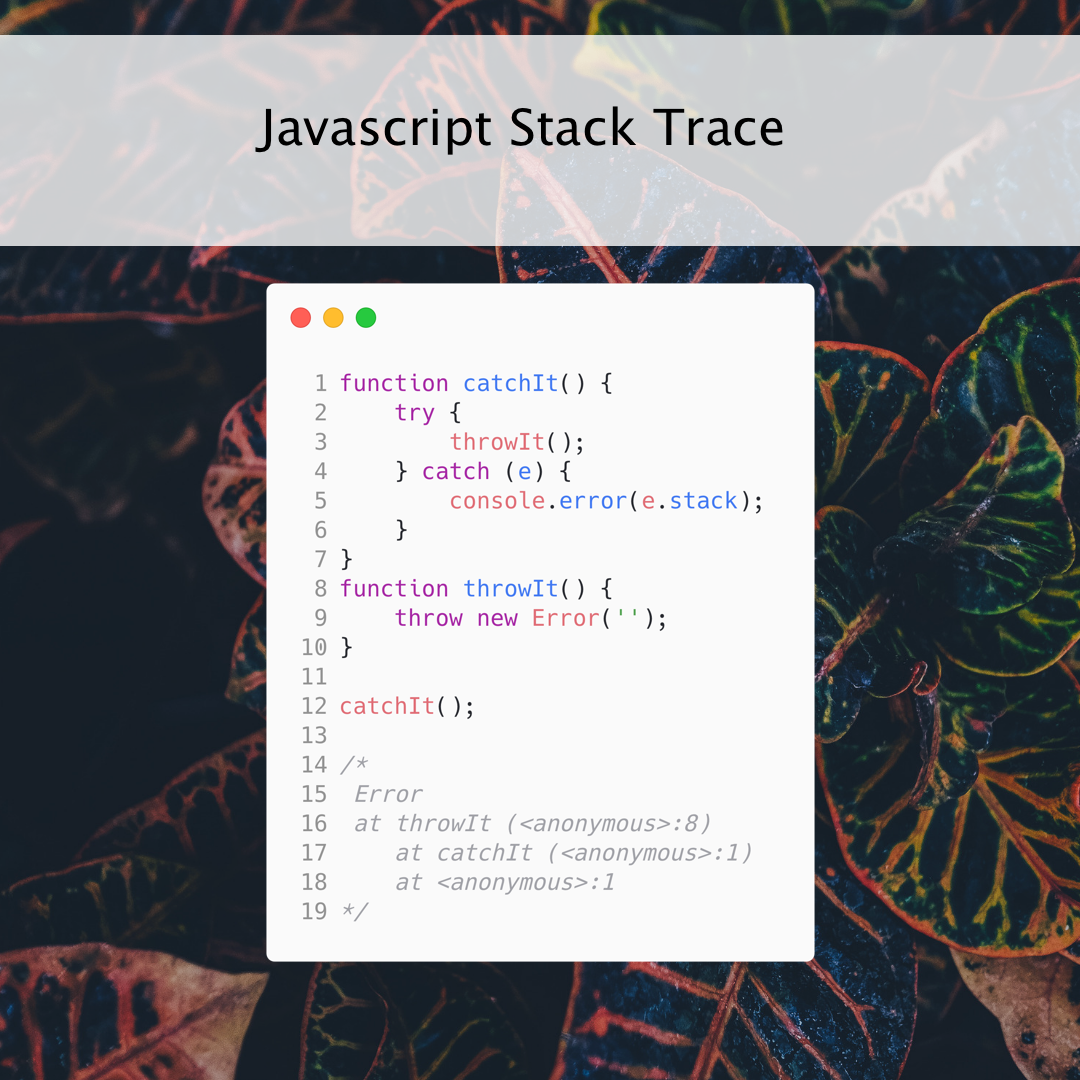 Javascript Stack Trace
1 function catchIt() {
2     try {
3         throwIt();
4     } catch (e) {
5         console.error(e.stack);
6     }
7 }
8 function throwIt() {
9     throw new Error('');
10 }
11
12 catchIt();
13
14 /*
15  Error
16  at throwIt (<anonymous>:8)
17     at catchIt (<anonymous>:1)
18     at <anonymous>:1
19 */